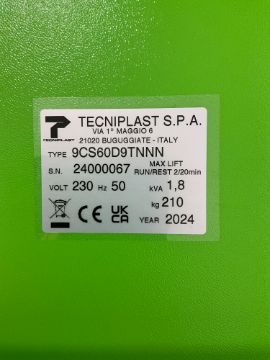 TECNIPLAST S.P.A.
VIA 1° MAGGIO 6
21020 BUGUGGIATE - ITALY
TECNIPLAST
TYPE 9CS60D9TNNN
MAX LIFT
S.N. 24000067 RUN/REST 2/20min
VOLT 230 Hz 50 kVA 1,8
kg 210
CE UK CA
YEAR 2024